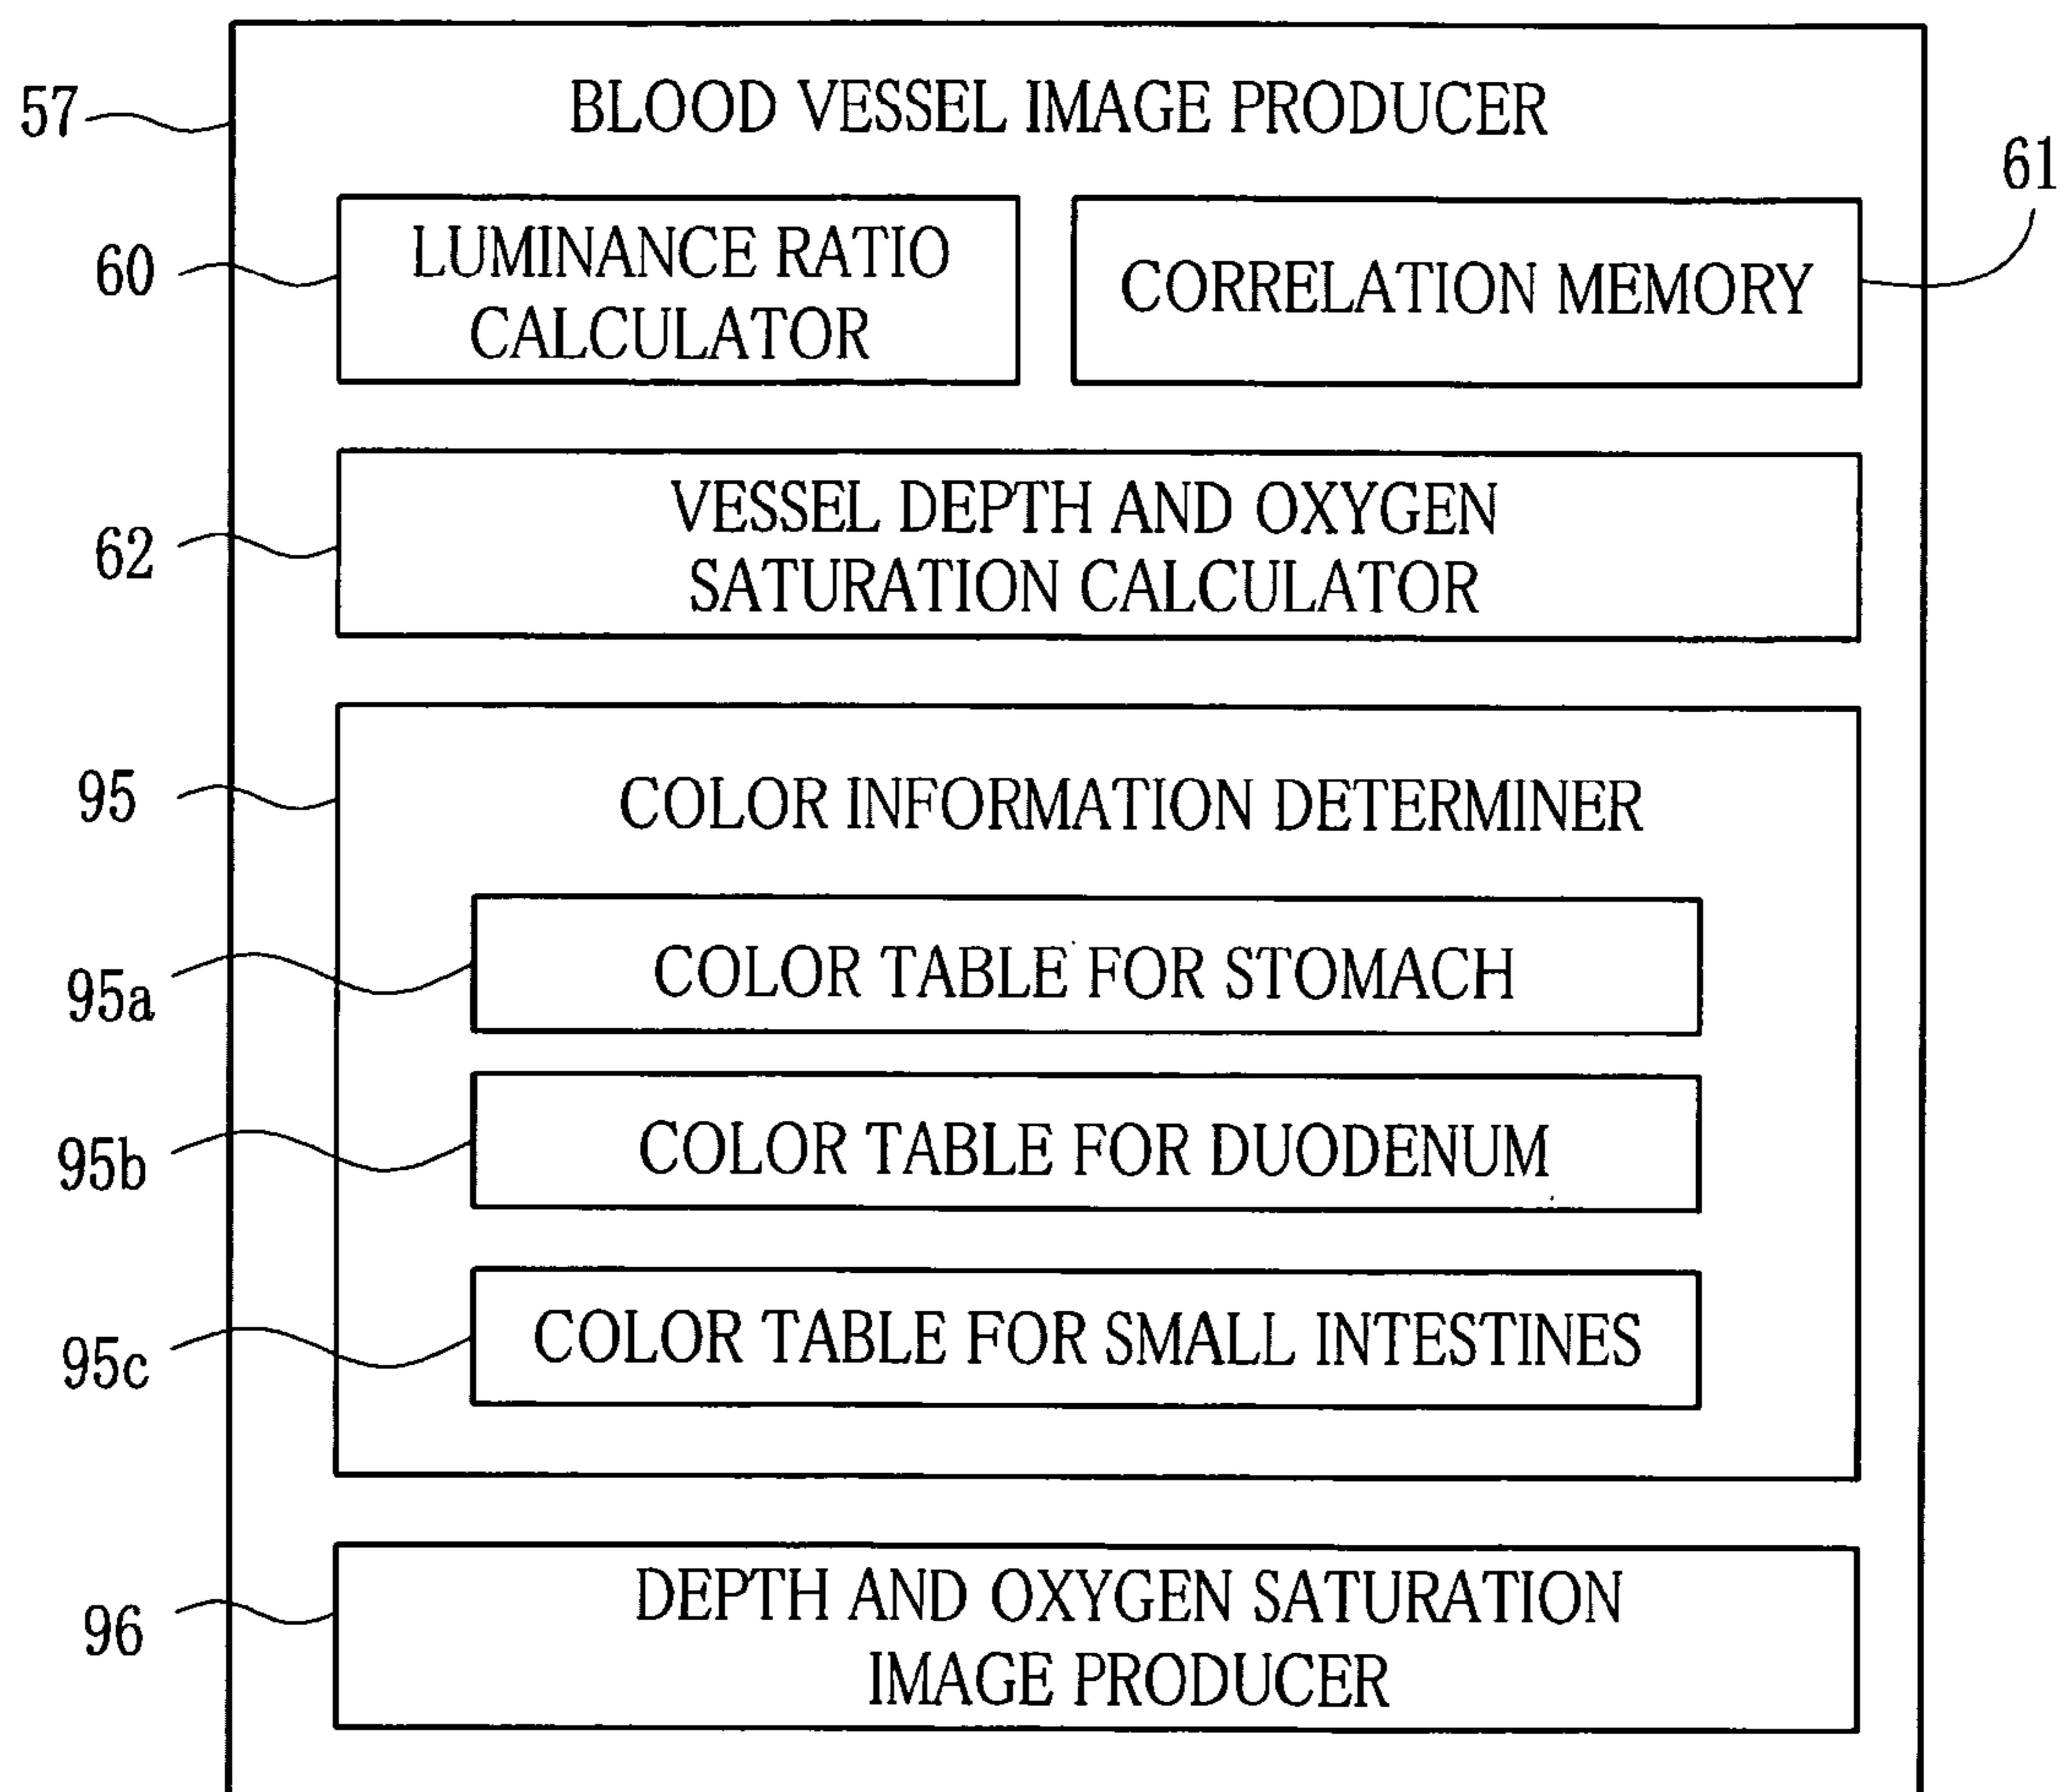 57
BLOOD VESSEL IMAGE PRODUCER
61
60
LUMINANCE RATIO
CALCULATOR
CORRELATION MEMORY
62
VESSEL DEPTH AND OXYGEN
SATURATION CALCULATOR
95
COLOR INFORMATION DETERMINER
95a
COLOR TABLE FOR STOMACH
95b
COLOR TABLE FOR DUODENUM
95c
COLOR TABLE FOR SMALL INTESTINES
96
DEPTH AND OXYGEN SATURATION
IMAGE PRODUCER